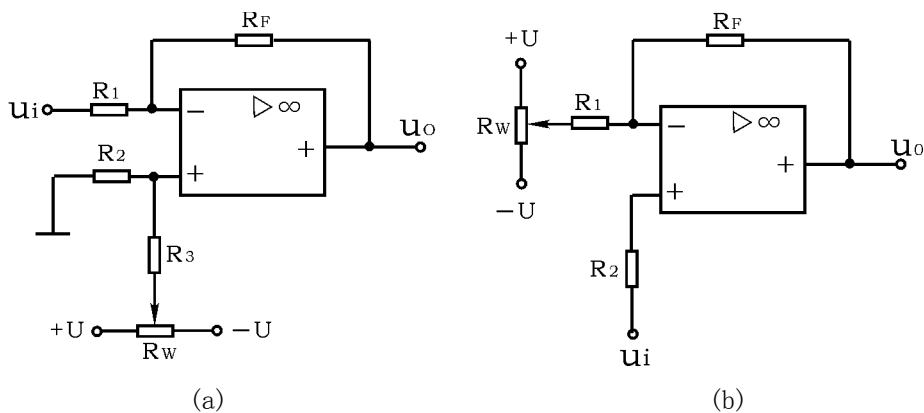 RF
R1
ui
− ▷∞
uo
+
R2
+
R3
+U −U
RW
(a)
RF
+U
R1
RW
− ▷∞
uo
+
−U
+
R2
ui
(b)